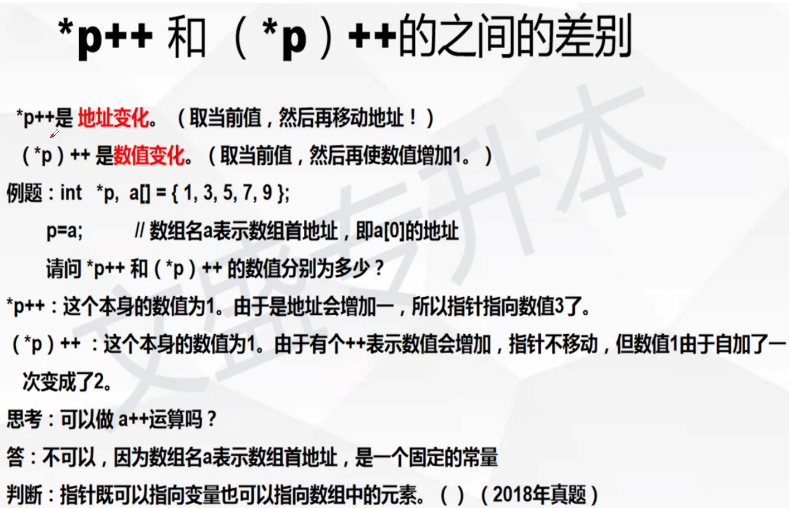 *p++ 和 （*p）++的之间的差别
*p++是 地址变化。（取当前值，然后再移动地址！）
（*p）++ 是数值变化。（取当前值，然后再使数值增加1。）
例题：int *p, a[] = { 1, 3, 5, 7, 9 };
p=a; // 数组名a表示数组首地址，即a[0]的地址
请问 *p++ 和（*p）++ 的数值分别为多少？
*p++：这个本身的数值为1。由于是地址会增加一，所以指针指向数值3了。
（*p）++ ：这个本身的数值为1。由于有个++表示数值会增加，指针不移动，但数值1由于自加了一
次变成了2。
思考：可以做 a++运算吗？
答：不可以，因为数组名a表示数组首地址，是一个固定的常量
判断：指针既可以指向变量也可以指向数组中的元素。（ ）（2018年真题）
文盛专升本